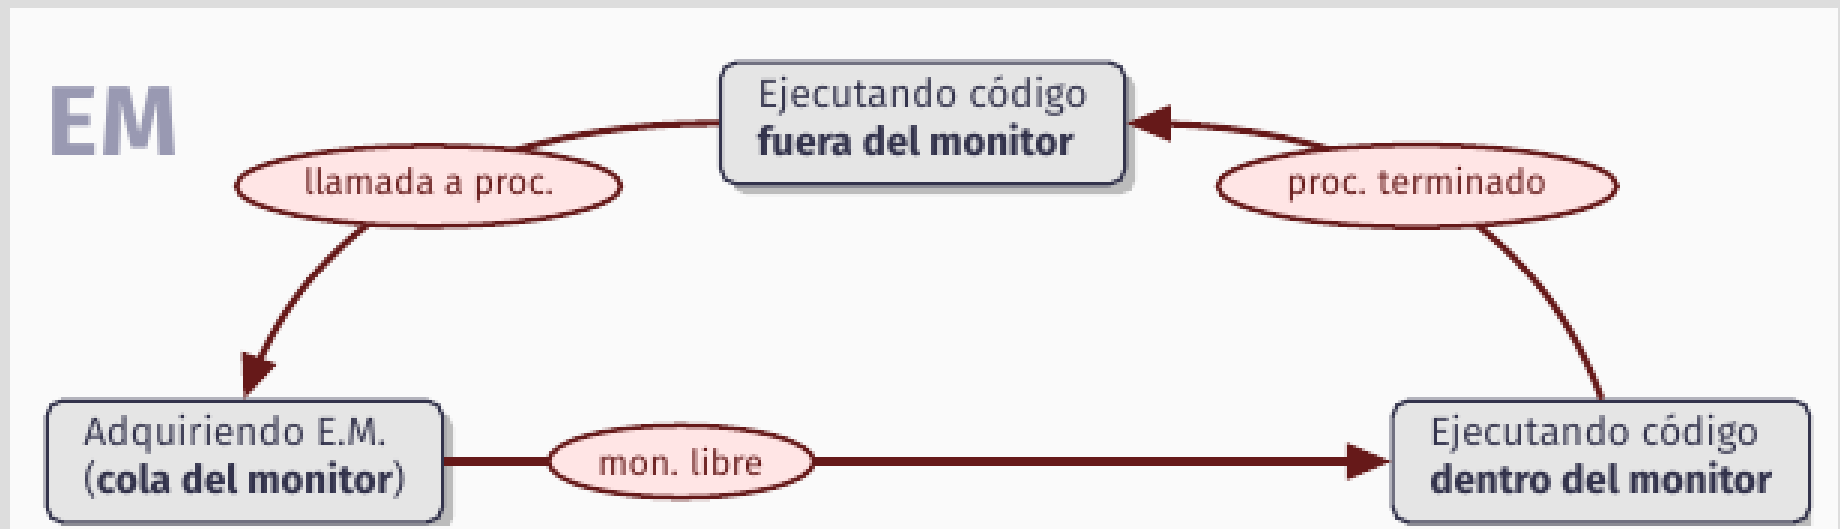 EM
Ejecutando código
fuera del monitor
llamada a proc.
proc. terminado
Adquiriendo E.M.
(cola del monitor)
mon. libre
Ejecutando código
dentro del monitor